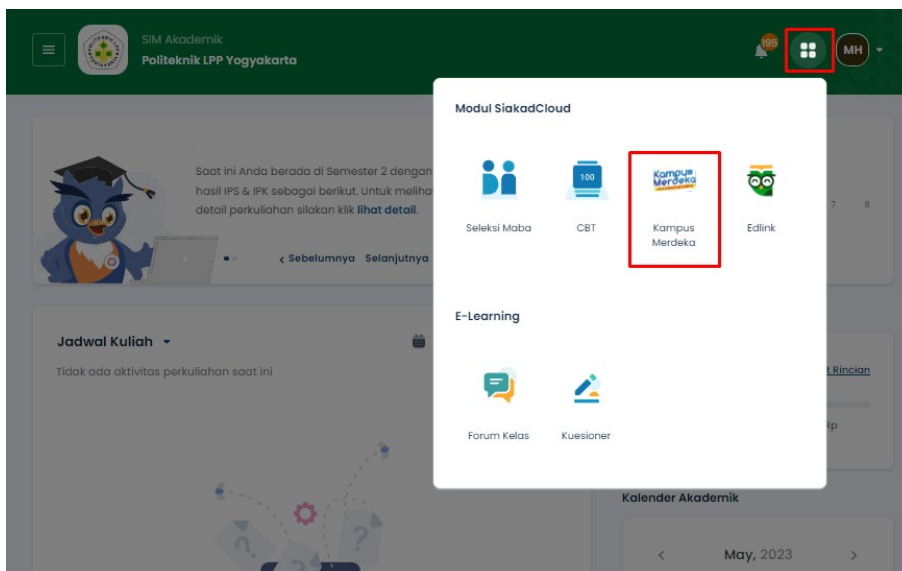 SIM Akademik
Politeknik LPP Yogyakarta
195
MH
Modul SiakadCloud
Seleksi Maba
100
CBT
Kampus Merdeka
Kampus
Merdeka
Edlink
E-Learning
Forum Kelas
Kuesioner
Saat ini Anda berada di Semester 2 dengan
hasil IPS & IPK sebagai berikut. Untuk meliha
detail perkuliahan silakan klik lihat detail.
‹ Sebelumnya Selanjutnya
7 8
Jadwal Kuliah
Tidak ada aktivitas perkuliahan saat ini
t Rincian
Rp
Kalender Akademik
‹ May, 2023 ›